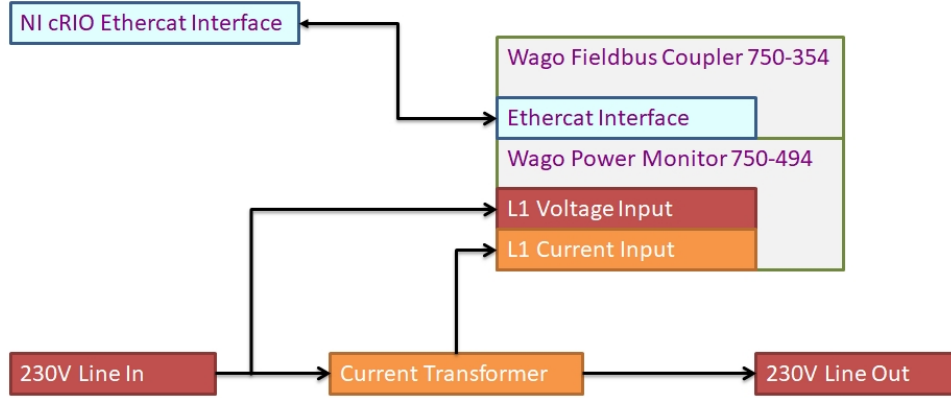 NI cRIO Ethercat Interface
Wago Fieldbus Coupler 750-354
Ethercat Interface
Wago Power Monitor 750-494
L1 Voltage Input
L1 Current Input
230V Line In
Current Transformer
230V Line Out